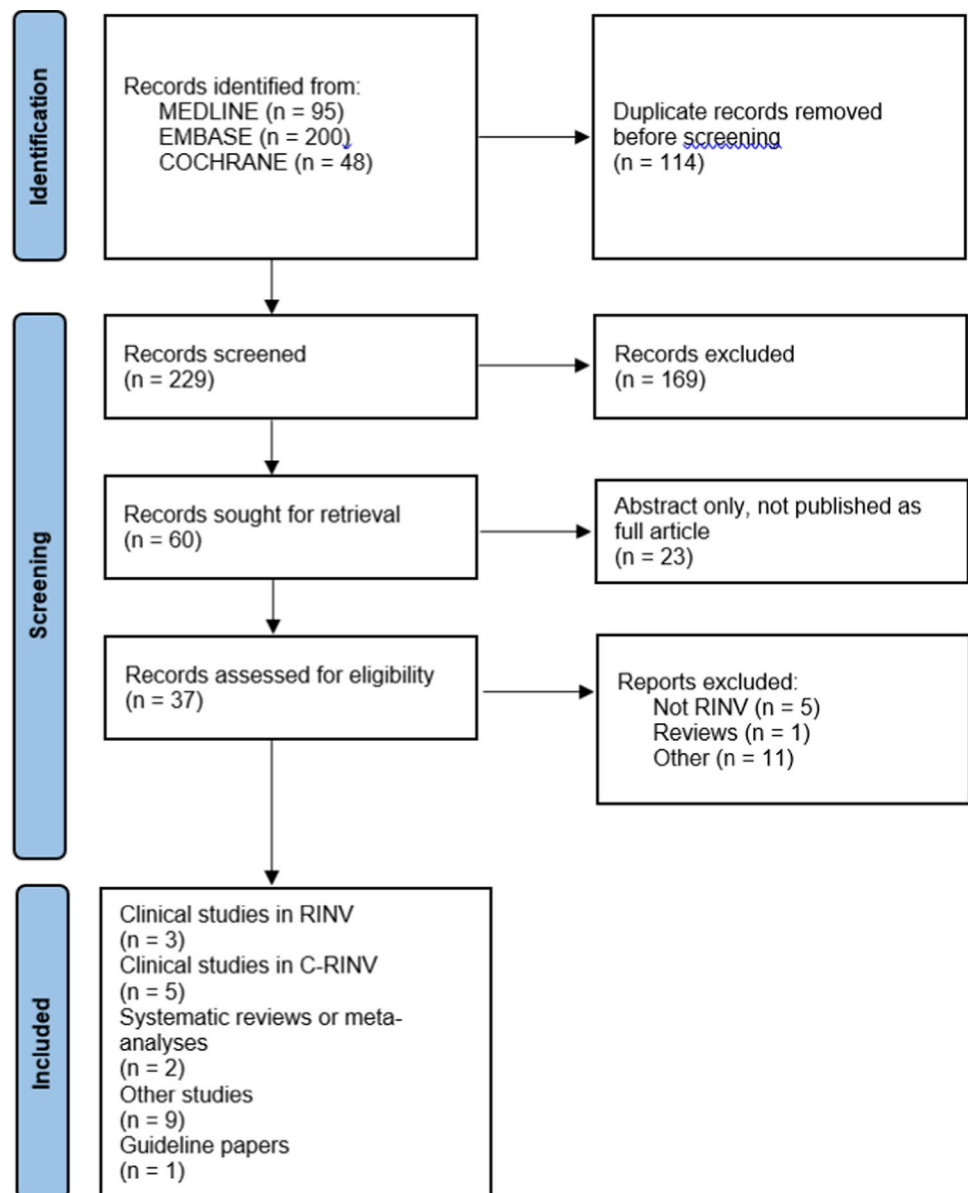 Identification
Records identified from:
MEDLINE (n = 95)
EMBASE (n = 200)
COCHRANE (n = 48)
Duplicate records removed
before screening
(n = 114)
Screening
Records screened
(n = 229)
Records excluded
(n = 169)
Records sought for retrieval
(n = 60)
Abstract only, not published as
full article
(n = 23)
Records assessed for eligibility
(n = 37)
Reports excluded:
Not RINV (n = 5)
Reviews (n = 1)
Other (n = 11)
Included
Clinical studies in RINV
(n = 3)
Clinical studies in C-RINV
(n = 5)
Systematic reviews or meta-
analyses
(n = 2)
Other studies
(n = 9)
Guideline papers
(n = 1)